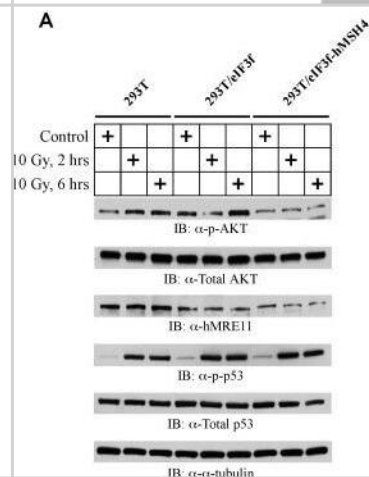 A
293T
293T/eIF3f
293T/eIF3f-hMSH4
Control + + +
10 Gy, 2 hrs + + +
10 Gy, 6 hrs + + +
IB: α-p-AKT
IB: α-Total AKT
IB: α-hMRE11
IB: α-p-p53
IB: α-Total p53
IB: α-α-tubulin